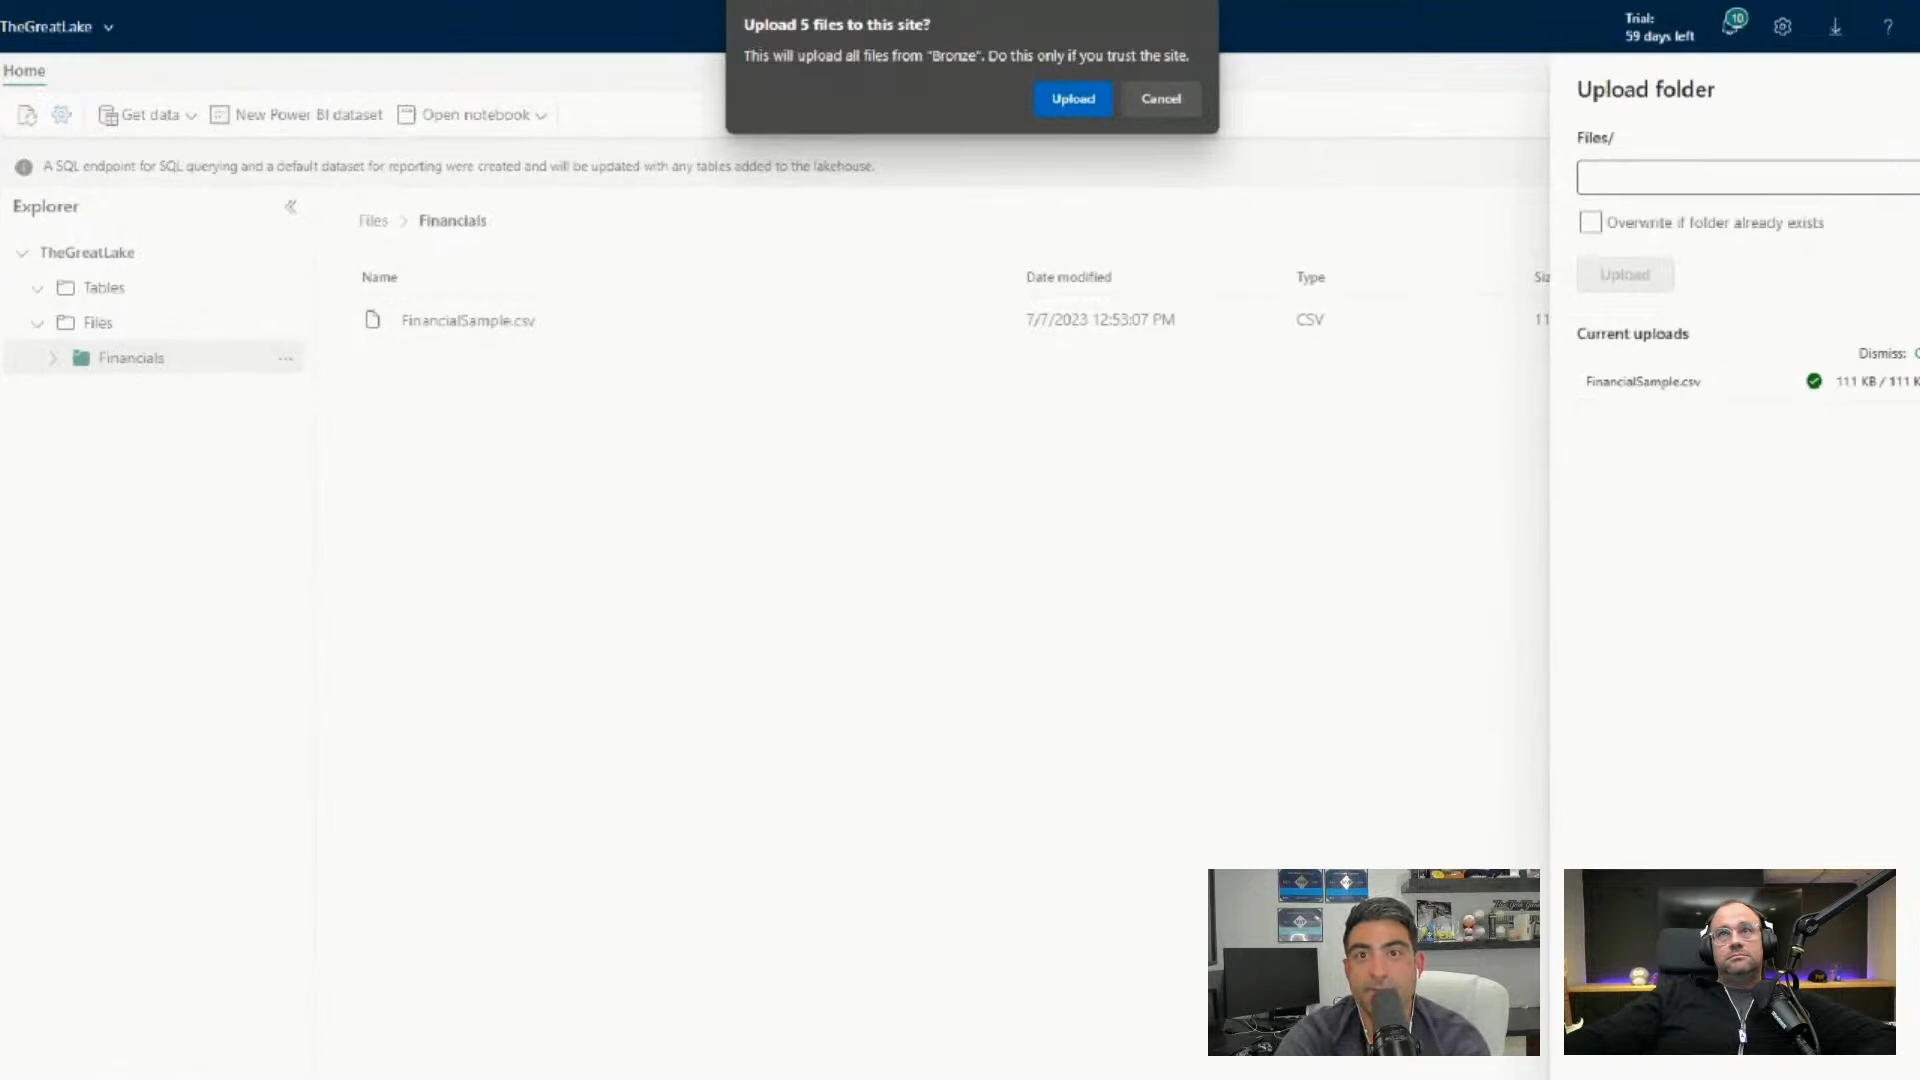 TheGreatLake
Upload 5 files to this site?
This will upload all files from "Bronze". Do this only if you trust the site.
Upload
Cancel
Trial:
59 days left
10
?
Home
Get data
New Power BI dataset
Open notebook
A SQL endpoint for SQL querying and a default dataset for reporting were created and will be updated with any tables added to the lakehouse.
Explorer
TheGreatLake
Tables
Files
Financials
...
Files > Financials
Name Date modified Type
FinancialSample.csv 7/7/2023 12:53:07 PM CSV 11
Upload folder
Files/
Overwrite if folder already exists
Upload
Current uploads
Dismiss:
FinancialSample.csv 111 KB / 111 K